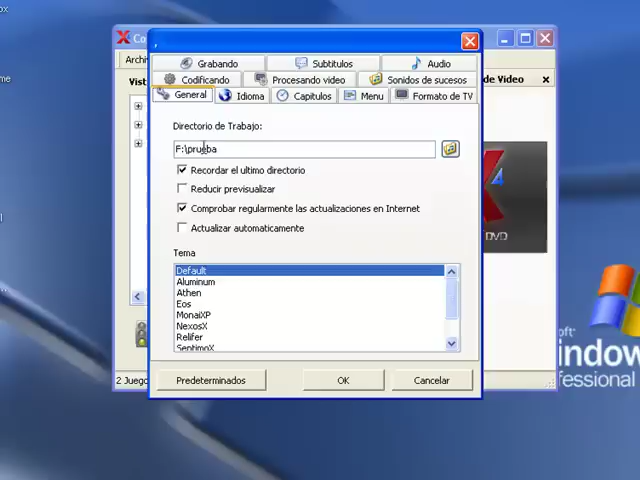 Grabando
Subtitulos
Audio
Codificando
Procesando video
Sonidos de sucesos
General
Idioma
Capitulos
Menu
Formato de TV
de Video
Directorio de Trabajo:
F:\prueba
Recordar el ultimo directorio
Reducir previsualizar
Comprobar regularmente las actualizaciones en Internet
Actualizar automaticamente
Tema
Default
Aluminum
Athen
Eos
MonaiXP
NexosX
Relifer
SentimoX
Predeterminados
OK
Cancelar
2 Juego
4
DVD